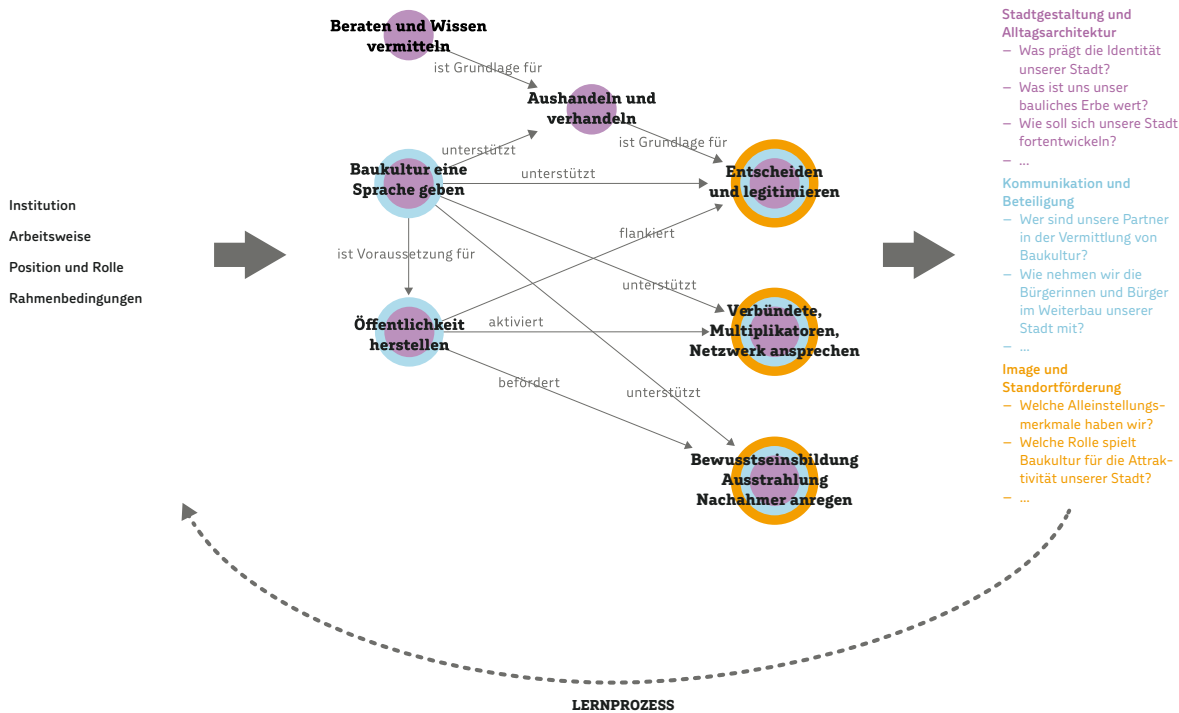 Institution
Arbeitsweise
Position und Rolle
Rahmenbedingungen
Beraten und Wissen
vermitteln
ist Grundlage für
Aushandeln und
verhandeln
unterstützt
ist Grundlage für
Baukultur eine
Sprache geben
unterstützt
Entscheiden
und legitimieren
flankiert
ist Voraussetzung für
unterstützt
Öffentlichkeit
herstellen
aktiviert
Verbündete,
Multiplikatoren,
Netzwerk ansprechen
befördert
unterstützt
Bewusstseinsbildung
Ausstrahlung
Nachahmer anregen
Stadtgestaltung und
Alltagsarchitektur
– Was prägt die Identität
unserer Stadt?
– Was ist uns unser
bauliches Erbe wert?
– Wie soll sich unsere Stadt
fortentwickeln?
– ...
Kommunikation und
Beteiligung
– Wer sind unsere Partner
in der Vermittlung von
Baukultur?
– Wie nehmen wir die
Bürgerinnen und Bürger
im Weiterbau unserer
Stadt mit?
– ...
Image und
Standortförderung
– Welche Alleinstellungs-
merkmale haben wir?
– Welche Rolle spielt
Baukultur für die Attrak-
tivität unserer Stadt?
– ...
LERNPROZESS